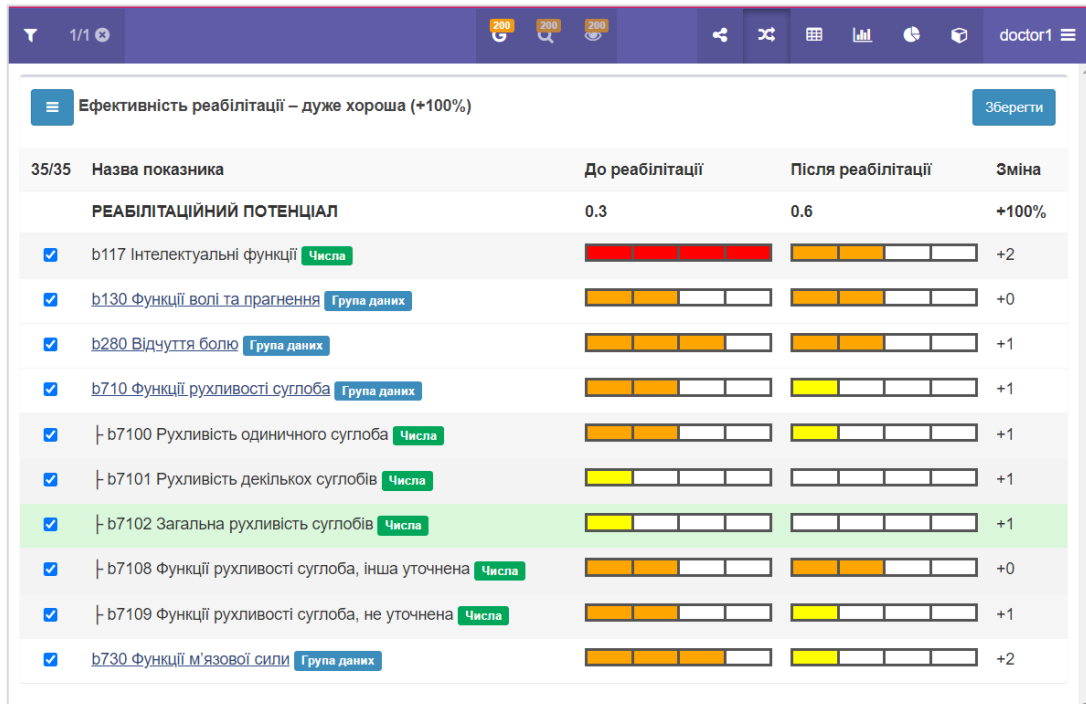 1/1 200 200 200 doctor1
Ефективність реабілітації – дуже хороша (+100%) Зберегти
35/35 Назва показника До реабілітації Після реабілітації Зміна
РЕАБІЛІТАЦІЙНИЙ ПОТЕНЦІАЛ 0.3 0.6 +100%
b117 Інтелектуальні функції Числа +2
b130 Функції волі та прагнення Група даних +0
b280 Відчуття болю Група даних +1
b710 Функції рухливості суглоба Група даних +1
├ b7100 Рухливість одиничного суглоба Числа +1
├ b7101 Рухливість декількох суглобів Числа +1
├ b7102 Загальна рухливість суглобів Числа +1
├ b7108 Функції рухливості суглоба, інша уточнена Числа +0
├ b7109 Функції рухливості суглоба, не уточнена Числа +1
b730 Функції м’язової сили Група даних +2